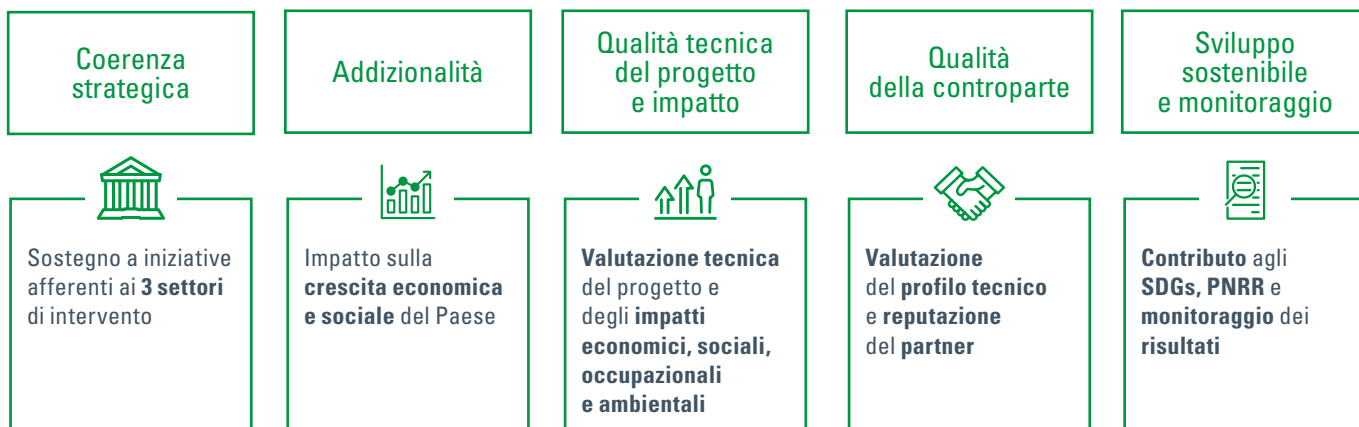 Coerenza
strategica
Addizionalità
Qualità tecnica
del progetto
e impatto
Qualità
della controparte
Sviluppo
sostenibile
e monitoraggio
Sostegno a iniziative
afferenti ai 3 settori
di intervento
Impatto sulla
crescita economica
e sociale del Paese
Valutazione tecnica
del progetto e
degli impatti
economici, sociali,
occupazionali
e ambientali
Valutazione
del profilo tecnico
e reputazione
del partner
Contributo agli
SDGs, PNRR e
monitoraggio dei
risultati